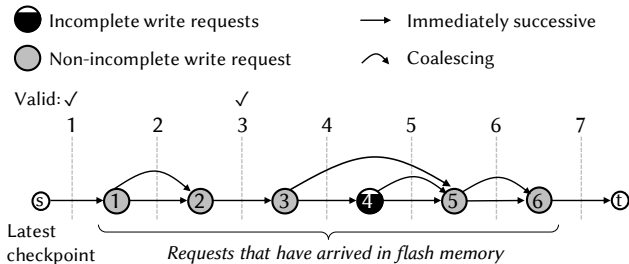 Incomplete write requests
Immediately successive
Non-incomplete write request
Coalescing
Valid: ✓ ✓
1 2 3 4 5 6 7
s 1 2 3 4 5 6 t
Latest
checkpoint
Requests that have arrived in flash memory